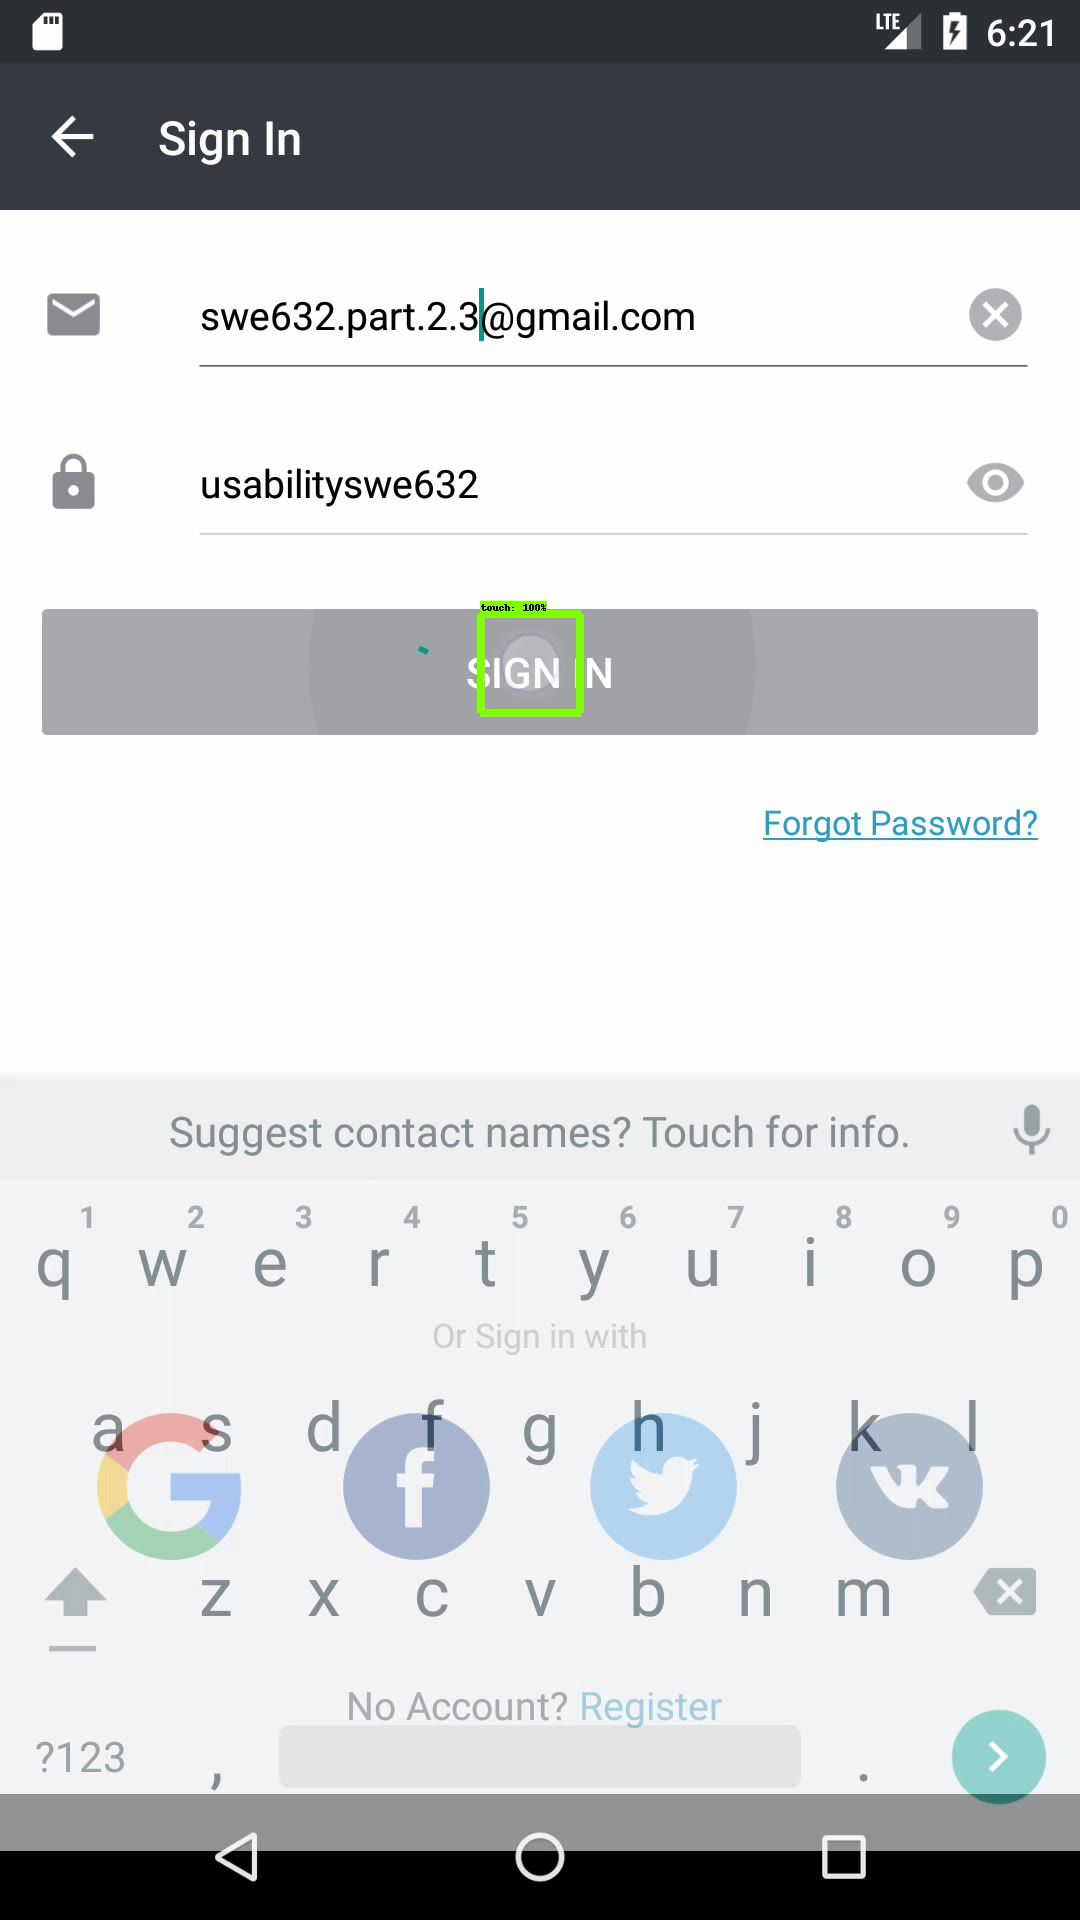 LTE 6:21
Sign In
swe632.part.2.3@gmail.com
usabilityswe632
touch: 100%
SIGN IN
Forgot Password?
Suggest contact names? Touch for info.
1 2 3 4 5 6 7 8 9 0
q w e r t y u i o p
Or Sign in with
a s d f g h j k l
z x c v b n m
No Account? Register
?123 , .